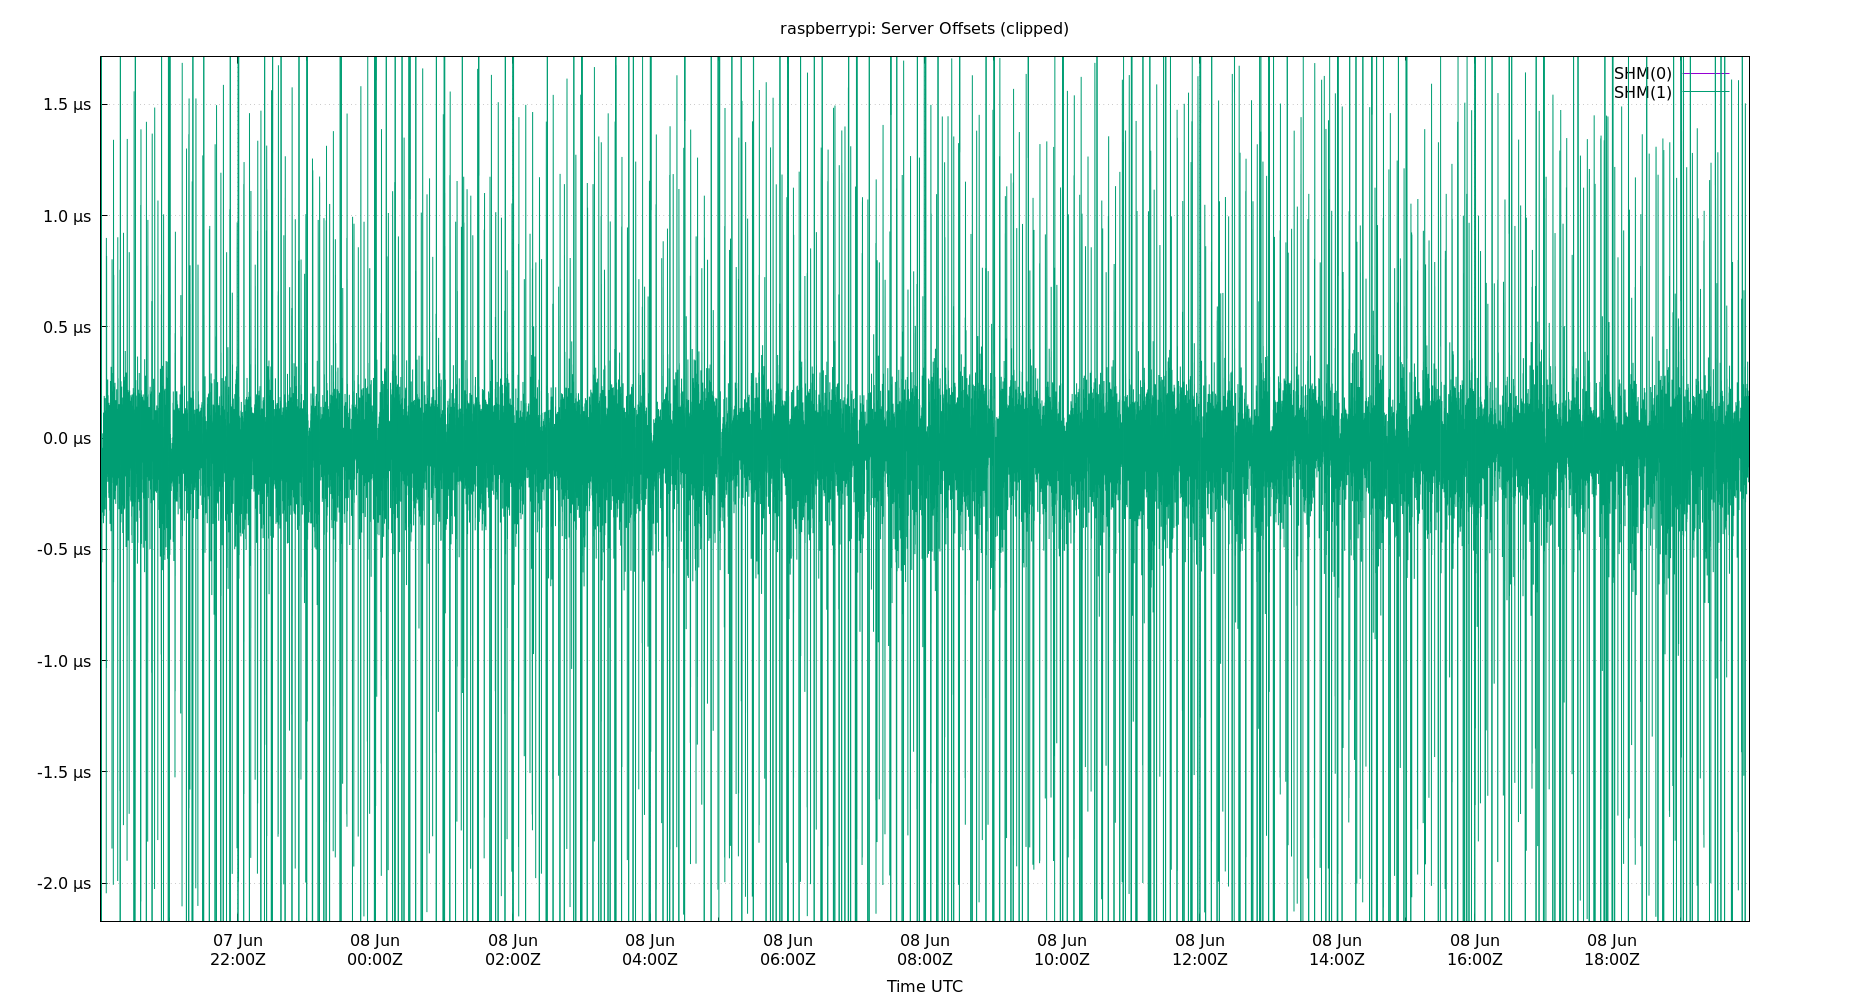 raspberrypi: Server Offsets (clipped)
SHM(0)
SHM(1)
1.5 µs
1.0 µs
0.5 µs
0.0 µs
-0.5 µs
-1.0 µs
-1.5 µs
-2.0 µs
07 Jun 08 Jun 08 Jun 08 Jun 08 Jun 08 Jun 08 Jun 08 Jun 08 Jun 08 Jun 08 Jun
22:00Z 00:00Z 02:00Z 04:00Z 06:00Z 08:00Z 10:00Z 12:00Z 14:00Z 16:00Z 18:00Z
Time UTC